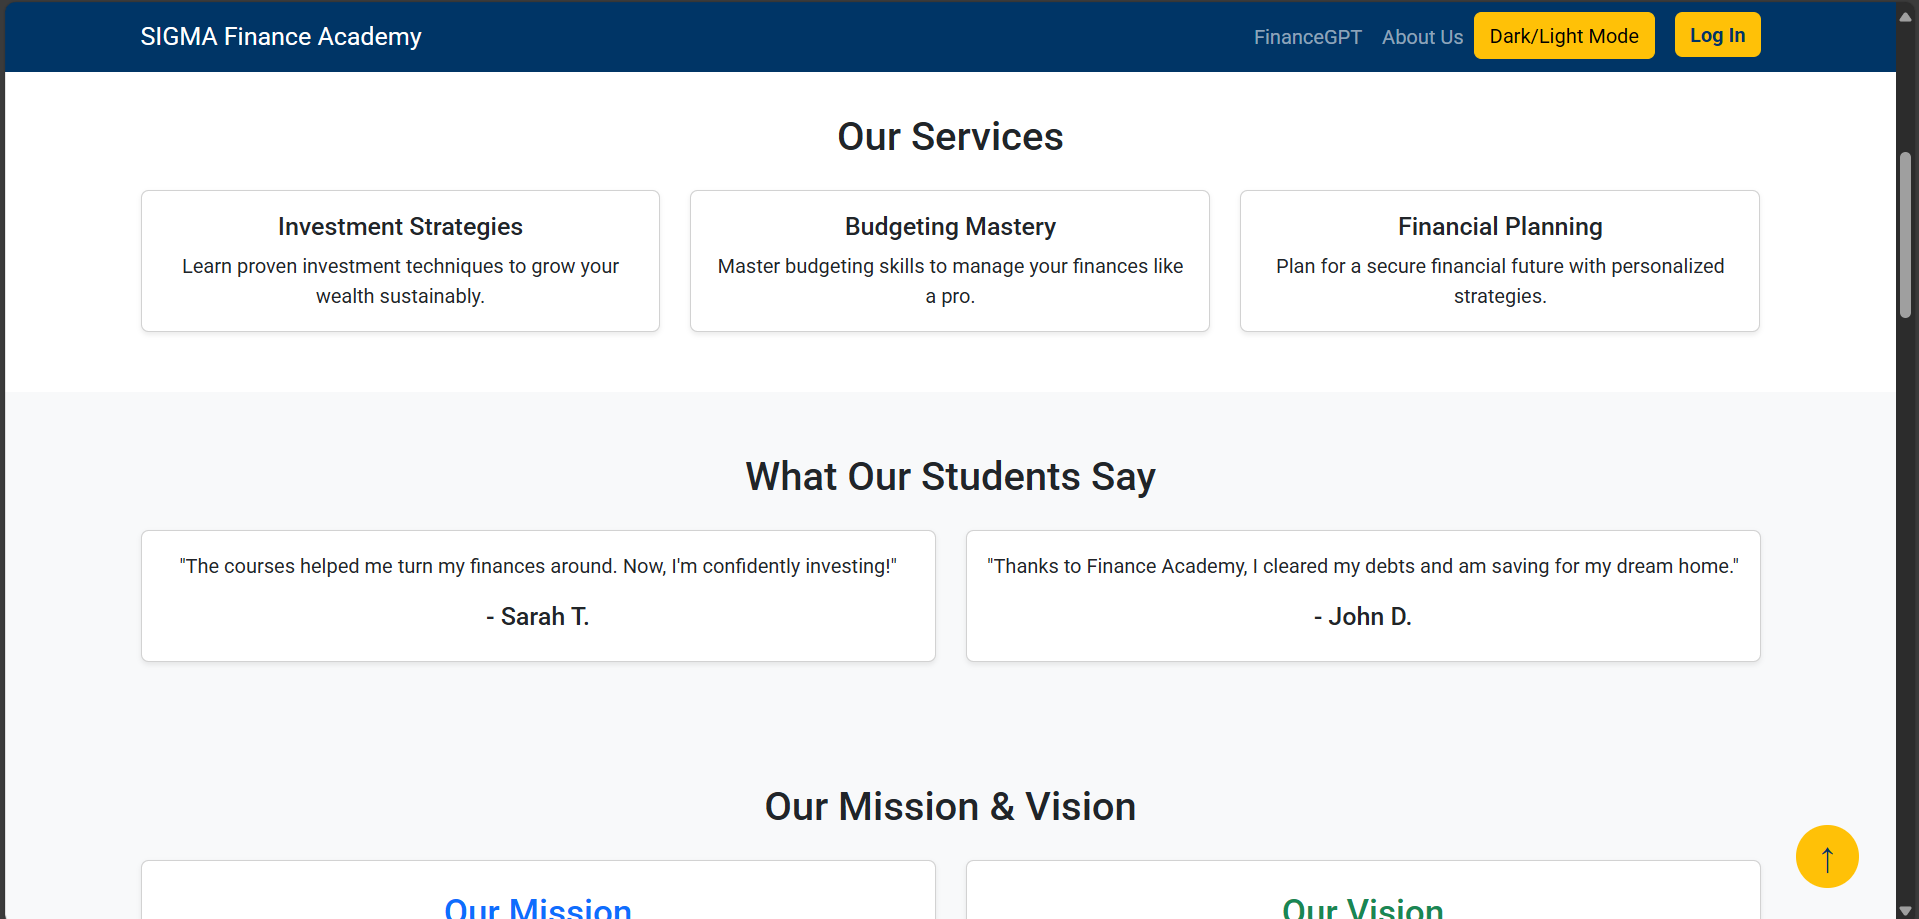 SIGMA Finance Academy
FinanceGPT
About Us
Dark/Light Mode
Log In
Our Services
Investment Strategies
Learn proven investment techniques to grow your
wealth sustainably.
Budgeting Mastery
Master budgeting skills to manage your finances like
a pro.
Financial Planning
Plan for a secure financial future with personalized
strategies.
What Our Students Say
"The courses helped me turn my finances around. Now, I'm confidently investing!"
- Sarah T.
"Thanks to Finance Academy, I cleared my debts and am saving for my dream home."
- John D.
Our Mission & Vision
Our Mission
Our Vision